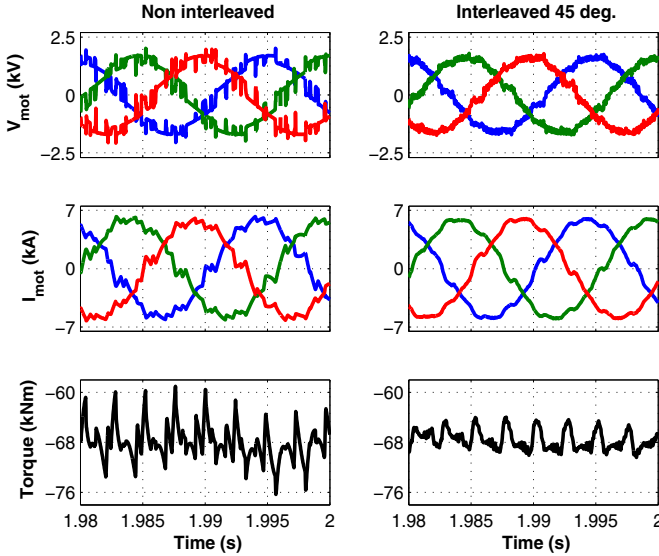 Non interleaved
Interleaved 45 deg.
V_mot (kV)
2.5
0
−2.5
2.5
0
−2.5
I_mot (kA)
7
0
−7
7
0
−7
Torque (kNm)
−60
−68
−76
−60
−68
−76
1.98 1.985 1.99 1.995 2
1.98 1.985 1.99 1.995 2
Time (s)
Time (s)